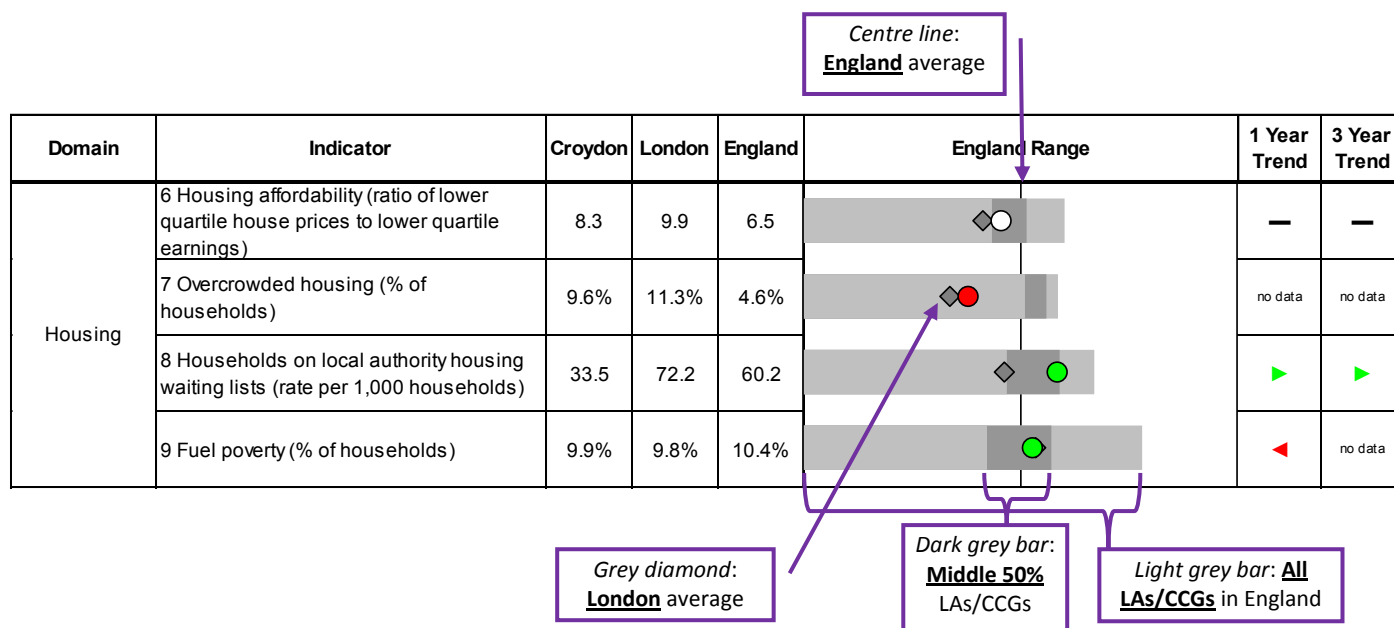 Centre line:
England average
Domain Indicator Croydon London England England Range 1 Year Trend 3 Year Trend
Housing
6 Housing affordability (ratio of lower
quartile house prices to lower quartile
earnings)
8.3 9.9 6.5
7 Overcrowded housing (% of
households)
9.6% 11.3% 4.6% no data no data
8 Households on local authority housing
waiting lists (rate per 1,000 households)
33.5 72.2 60.2
9 Fuel poverty (% of households) 9.9% 9.8% 10.4% no data
Grey diamond:
London average
Dark grey bar:
Middle 50%
LAs/CCGs
Light grey bar: All
LAs/CCGs in England